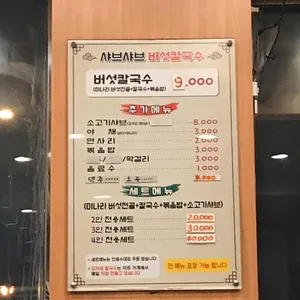 샤브샤브 버섯칼국수
버섯칼국수 9,000
(미나리 버섯전골+칼국수+볶음밥)
추가메뉴
소고기샤브 8,000
야 채 3,000
면사리 2,000
볶음밥 3,000
/막걸리 3,000
음료수 1,000
세트메뉴
(미나리전골+칼국수+볶음밥+소고기샤브)
2인 전용세트 20,000
3인 전용세트 30,000
4인 전용세트 40,000
전 메뉴 포장 가능 합니다